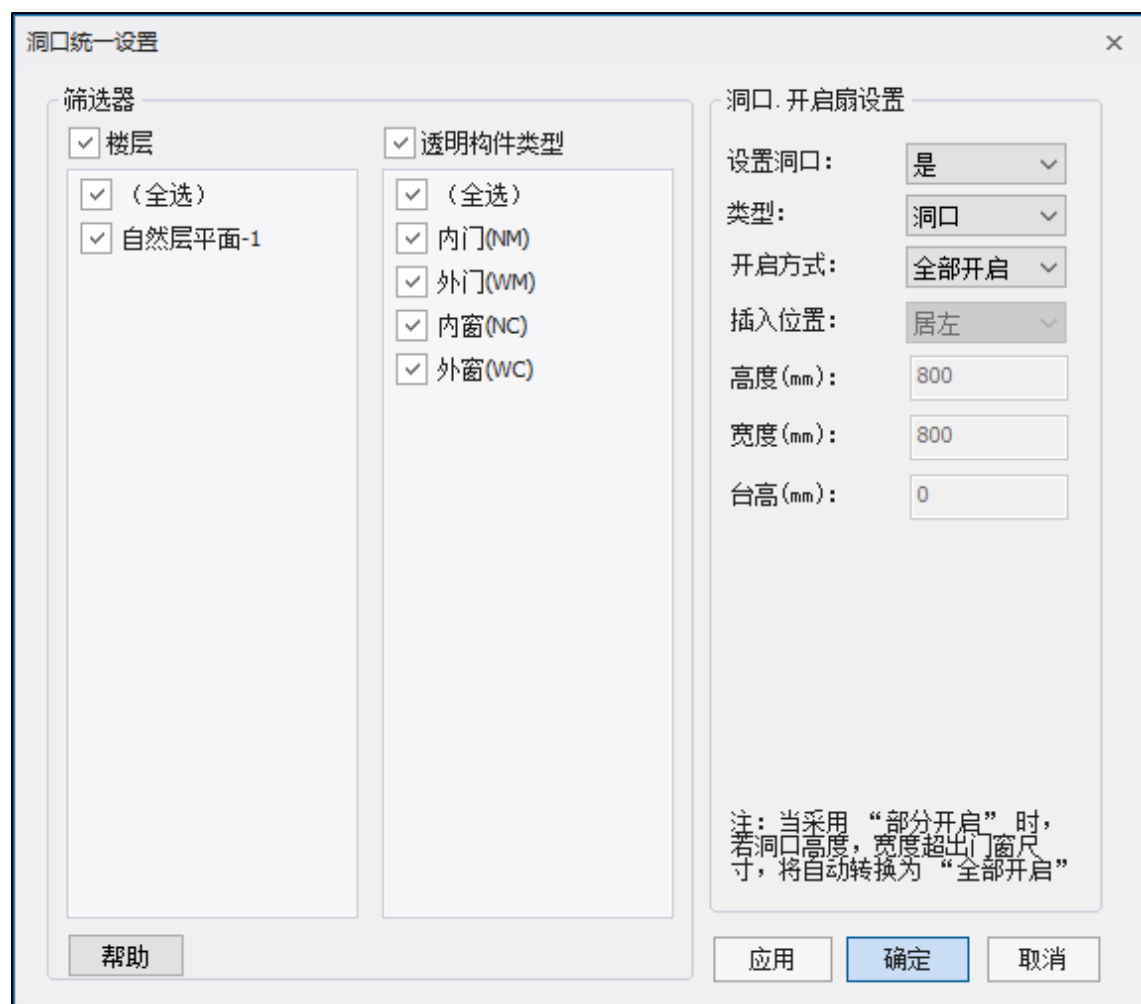 洞口统一设置
筛选器
楼层
(全选)
自然层平面-1
透明构件类型
(全选)
内门(NM)
外门(WM)
内窗(NC)
外窗(WC)
帮助
洞口.开启扇设置
设置洞口: 是
类型: 洞口
开启方式: 全部开启
插入位置: 居左
高度(mm): 800
宽度(mm): 800
台高(mm): 0
注: 当采用 “部分开启” 时,
若洞口高度, 宽度超出门窗尺
寸, 将自动转换为 “全部开启”
应用 确定 取消